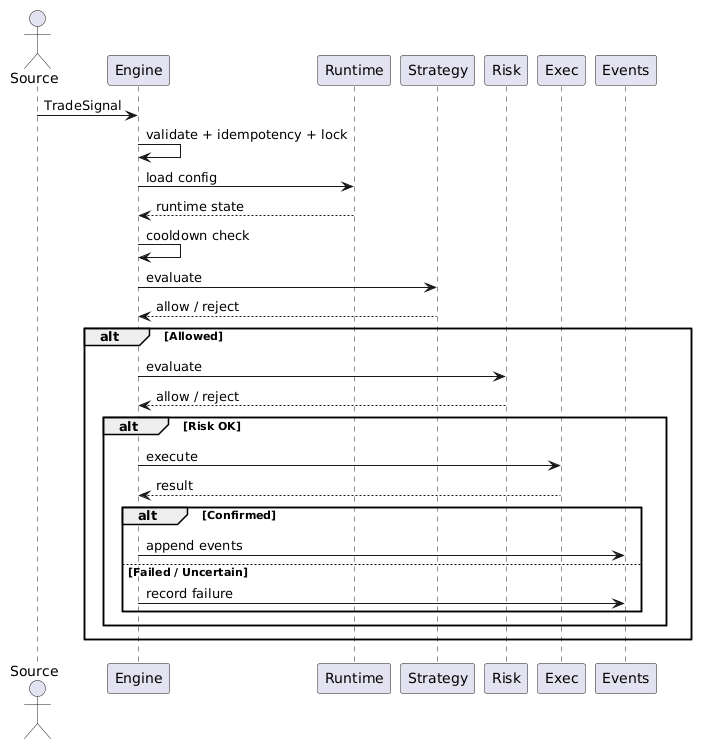 Source
Engine
Runtime
Strategy
Risk
Exec
Events
TradeSignal
validate + idempotency + lock
load config
runtime state
cooldown check
evaluate
allow / reject
alt
[Allowed]
evaluate
allow / reject
alt
[Risk OK]
execute
result
alt
[Confirmed]
append events
[Failed / Uncertain]
record failure
Source
Engine
Runtime
Strategy
Risk
Exec
Events